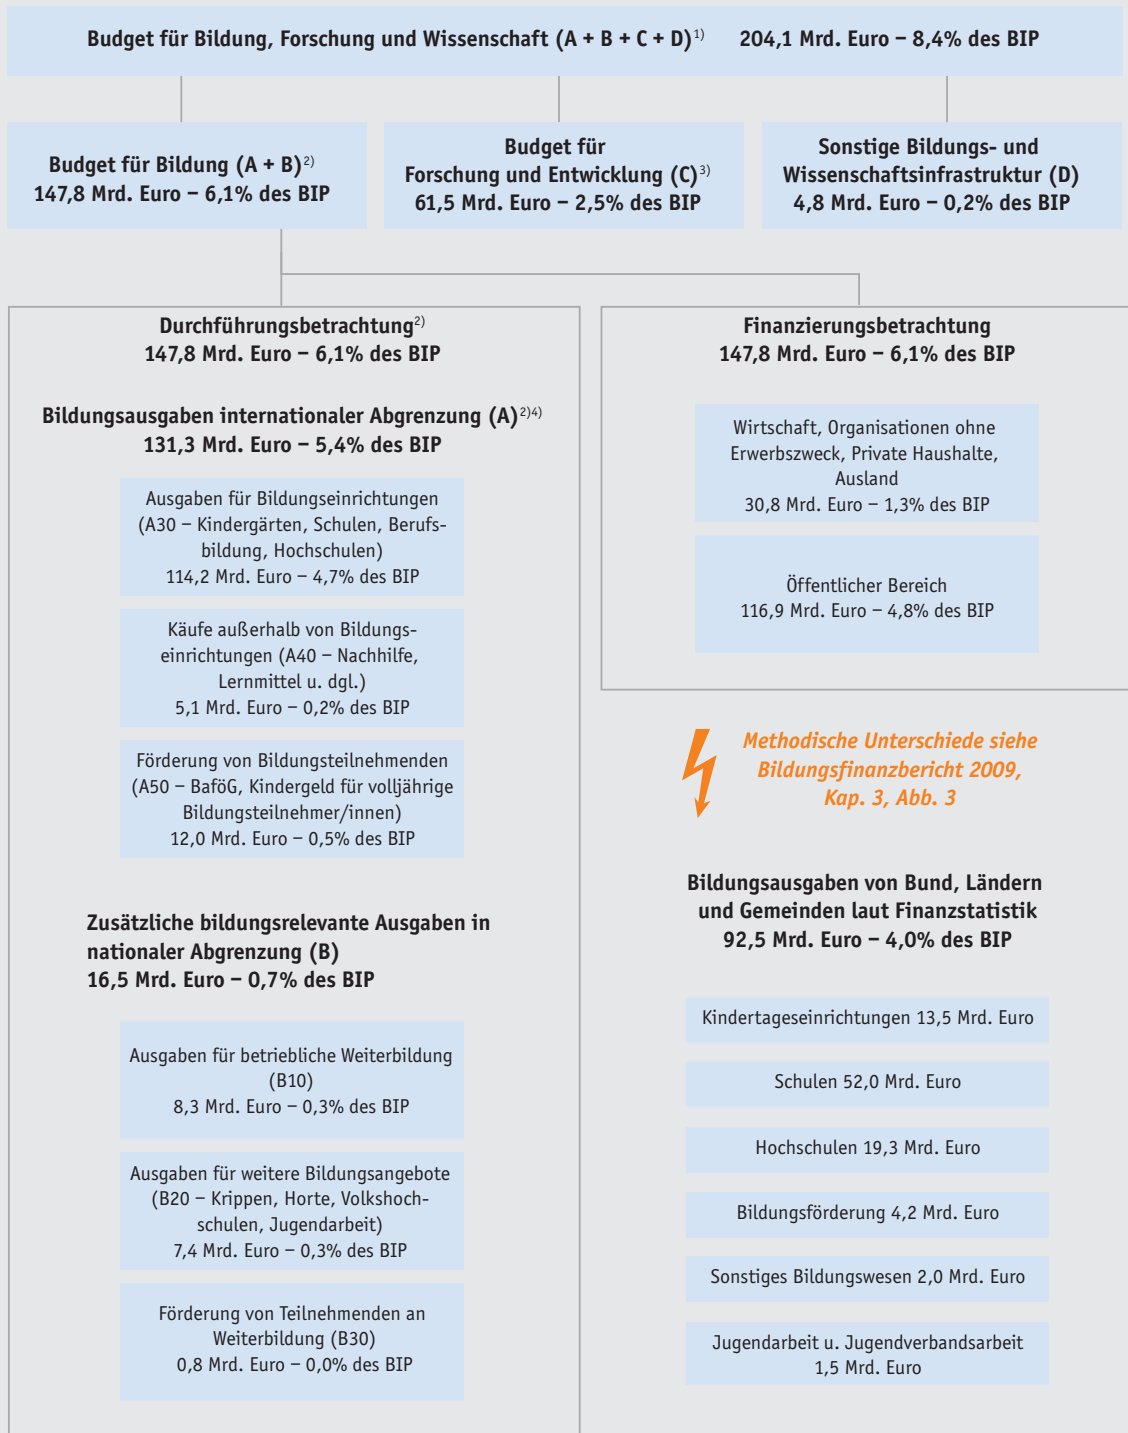 Budget für Bildung, Forschung und Wissenschaft (A + B + C + D)1) 204,1 Mrd. Euro – 8,4% des BIP
Budget für Bildung (A + B)2)
147,8 Mrd. Euro – 6,1% des BIP
Budget für
Forschung und Entwicklung (C)3)
61,5 Mrd. Euro – 2,5% des BIP
Sonstige Bildungs- und
Wissenschaftsinfrastruktur (D)
4,8 Mrd. Euro – 0,2% des BIP
Durchführungsbetrachtung2)
147,8 Mrd. Euro – 6,1% des BIP
Bildungsausgaben internationaler Abgrenzung (A)2)4)
131,3 Mrd. Euro – 5,4% des BIP
Ausgaben für Bildungseinrichtungen
(A30 – Kindergärten, Schulen, Berufs-
bildung, Hochschulen)
114,2 Mrd. Euro – 4,7% des BIP
Käufe außerhalb von Bildungs-
einrichtungen (A40 – Nachhilfe,
Lernmittel u. dgl.)
5,1 Mrd. Euro – 0,2% des BIP
Förderung von Bildungsteilnehmenden
(A50 – BaföG, Kindergeld für volljährige
Bildungsteilnehmer/innen)
12,0 Mrd. Euro – 0,5% des BIP
Zusätzliche bildungsrelevante Ausgaben in
nationaler Abgrenzung (B)
16,5 Mrd. Euro – 0,7% des BIP
Ausgaben für betriebliche Weiterbildung
(B10)
8,3 Mrd. Euro – 0,3% des BIP
Ausgaben für weitere Bildungsangebote
(B20 – Krippen, Horte, Volkshoch-
schulen, Jugendarbeit)
7,4 Mrd. Euro – 0,3% des BIP
Förderung von Teilnehmenden an
Weiterbildung (B30)
0,8 Mrd. Euro – 0,0% des BIP
Finanzierungsbetrachtung
147,8 Mrd. Euro – 6,1% des BIP
Wirtschaft, Organisationen ohne
Erwerbszweck, Private Haushalte,
Ausland
30,8 Mrd. Euro – 1,3% des BIP
Öffentlicher Bereich
116,9 Mrd. Euro – 4,8% des BIP
Methodische Unterschiede siehe
Bildungsfinanzbericht 2009,
Kap. 3, Abb. 3
Bildungsausgaben von Bund, Ländern
und Gemeinden laut Finanzstatistik
92,5 Mrd. Euro – 4,0% des BIP
Kindertageseinrichtungen 13,5 Mrd. Euro
Schulen 52,0 Mrd. Euro
Hochschulen 19,3 Mrd. Euro
Bildungsförderung 4,2 Mrd. Euro
Sonstiges Bildungswesen 2,0 Mrd. Euro
Jugendarbeit u. Jugendverbandsarbeit
1,5 Mrd. Euro